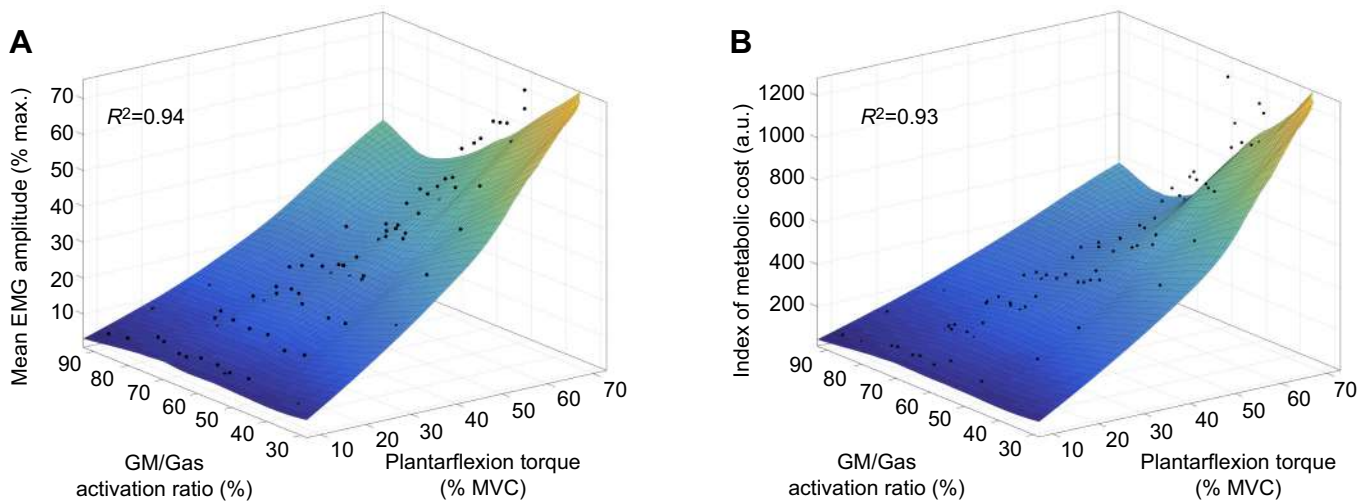 A
Mean EMG amplitude (% max.)
70
60
50
40
30
20
10
R²=0.94
90
80
70
60
50
40
30
10
20
30
40
50
60
70
GM/Gas
activation ratio (%)
Plantarflexion torque
(% MVC)
B
Index of metabolic cost (a.u.)
1200
1000
800
600
400
200
R²=0.93
90
80
70
60
50
40
30
10
20
30
40
50
60
70
GM/Gas
activation ratio (%)
Plantarflexion torque
(% MVC)